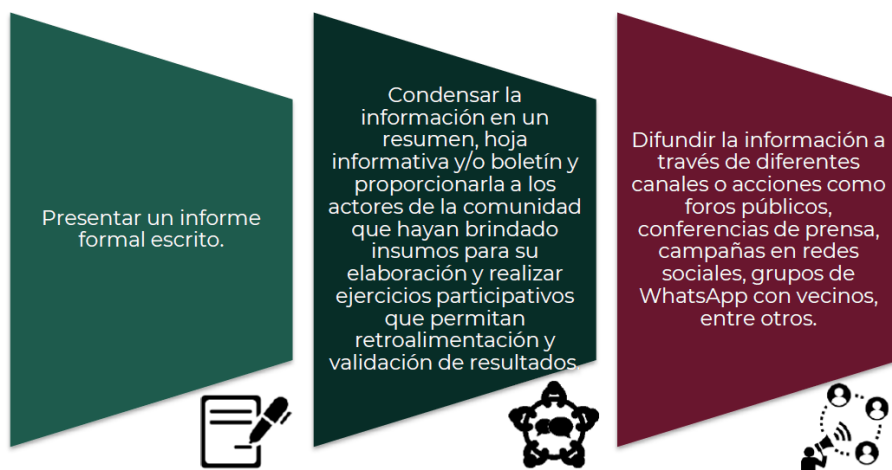 Presentar un informe
formal escrito.
Condensar la
información en un
resumen, hoja
informativa y/o boletín y
proporcionarla a los
actores de la comunidad
que hayan brindado
insumos para su
elaboración y realizar
ejercicios participativos
que permitan
retroalimentación y
validación de resultados.
Difundir la información a
través de diferentes
canales o acciones como
foros públicos,
conferencias de prensa,
campañas en redes
sociales, grupos de
WhatsApp con vecinos,
entre otros.